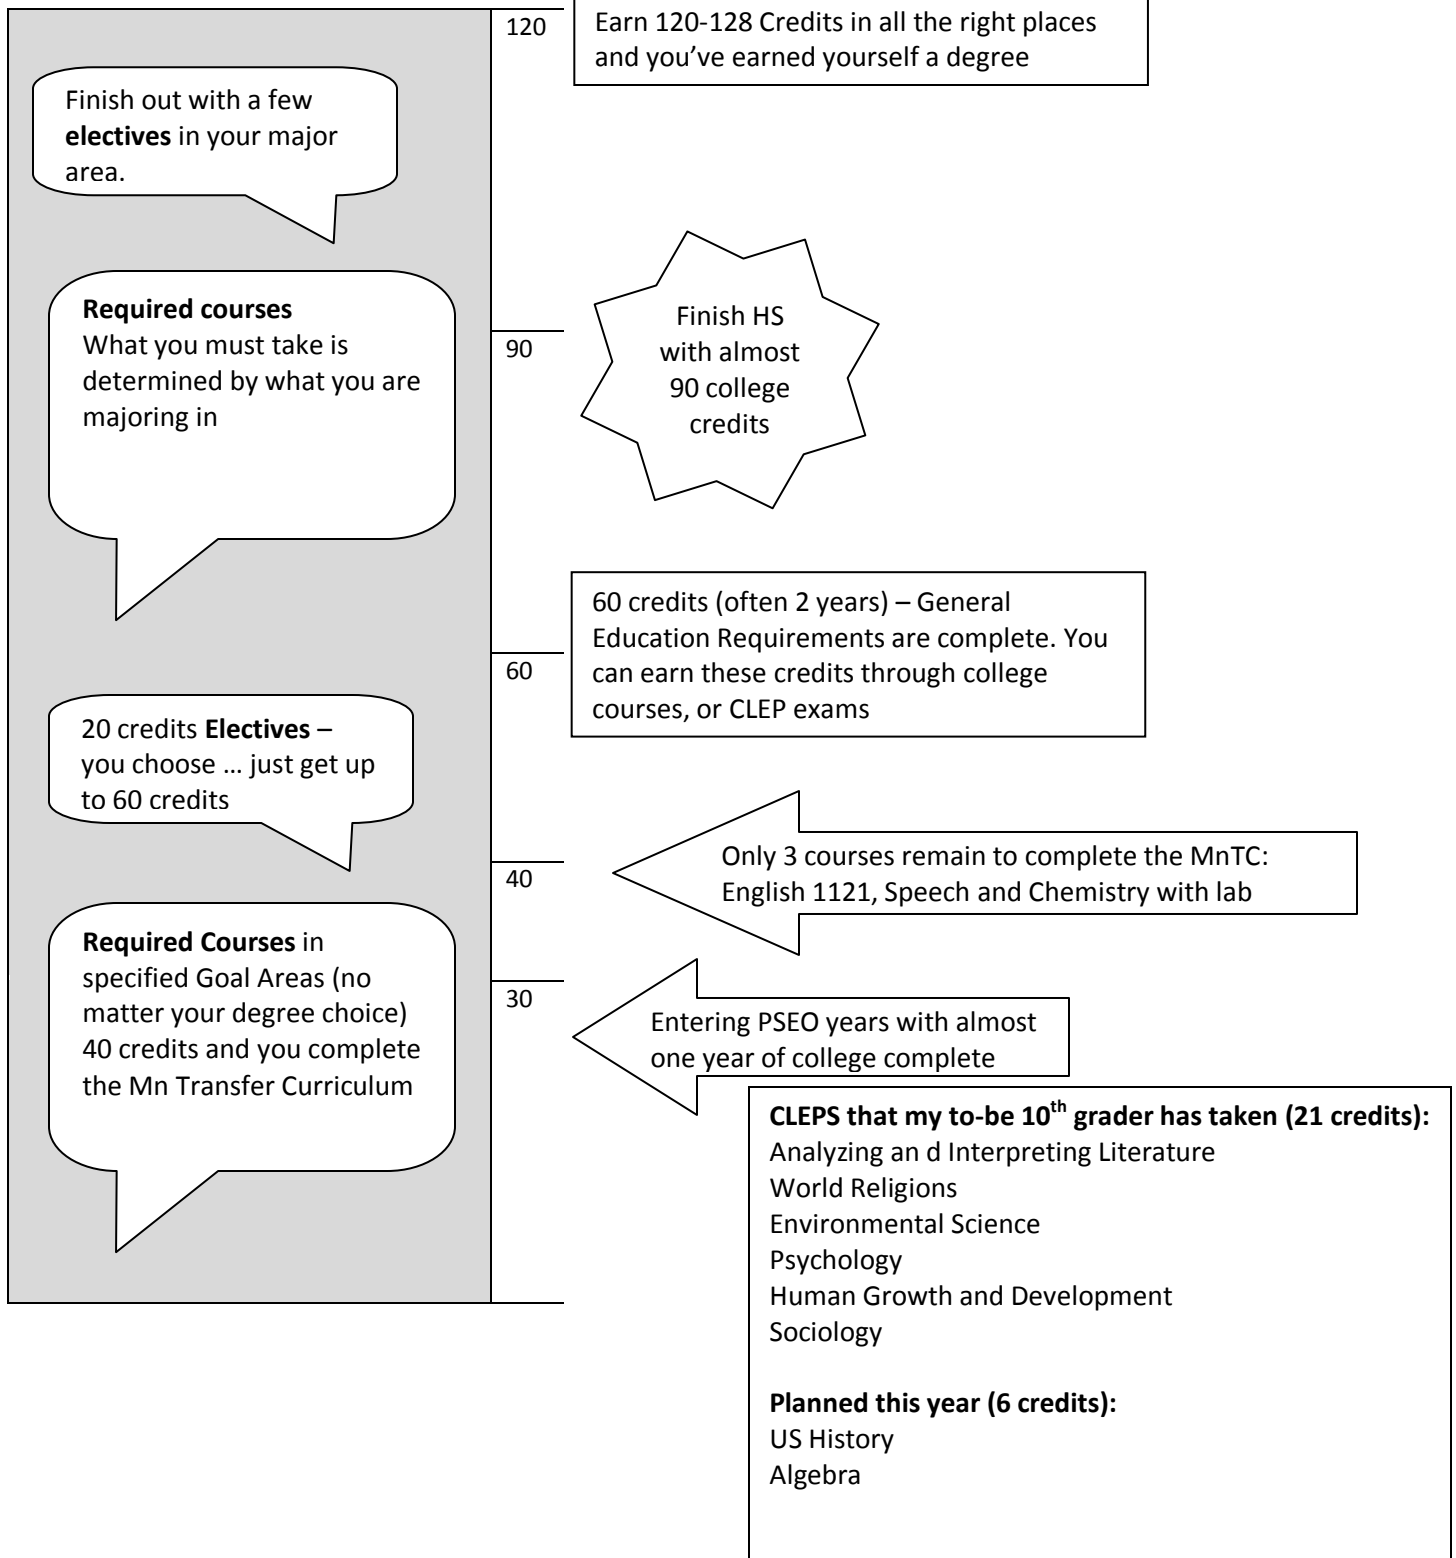 120
Earn 120-128 Credits in all the right places
and you've earned yourself a degree
Finish out with a few
electives in your major
area.
Required courses
What you must take is
determined by what you are
majoring in
90
Finish HS
with almost
90 college
credits
60 credits (often 2 years) – General
Education Requirements are complete. You
can earn these credits through college
courses, or CLEP exams
60
20 credits Electives –
you choose … just get up
to 60 credits
40
Only 3 courses remain to complete the MnTC:
English 1121, Speech and Chemistry with lab
Required Courses in
specified Goal Areas (no
matter your degree choice)
40 credits and you complete
the Mn Transfer Curriculum
30
Entering PSEO years with almost
one year of college complete
CLEPS that my to-be 10th grader has taken (21 credits):
Analyzing an d Interpreting Literature
World Religions
Environmental Science
Psychology
Human Growth and Development
Sociology
Planned this year (6 credits):
US History
Algebra